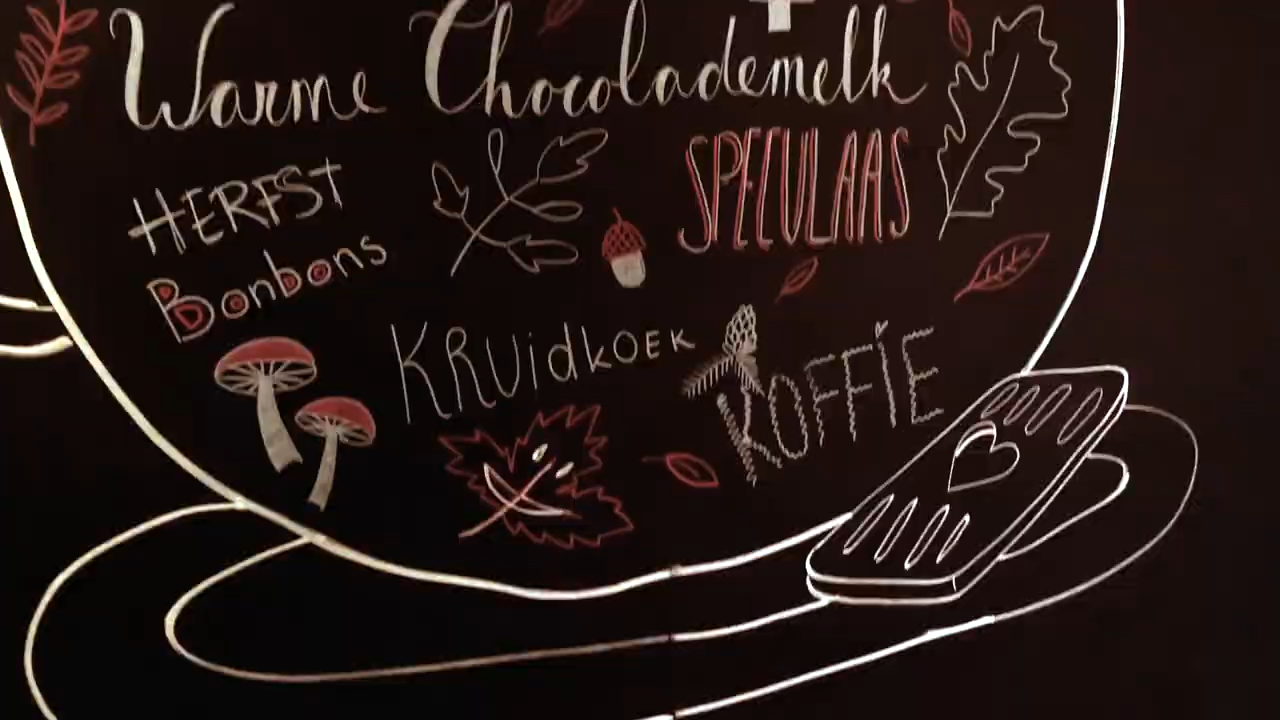 Warme Chocolademelk
HERFST
Bonbons
SPECULAAS
KRUidkOEK
KOFFIE